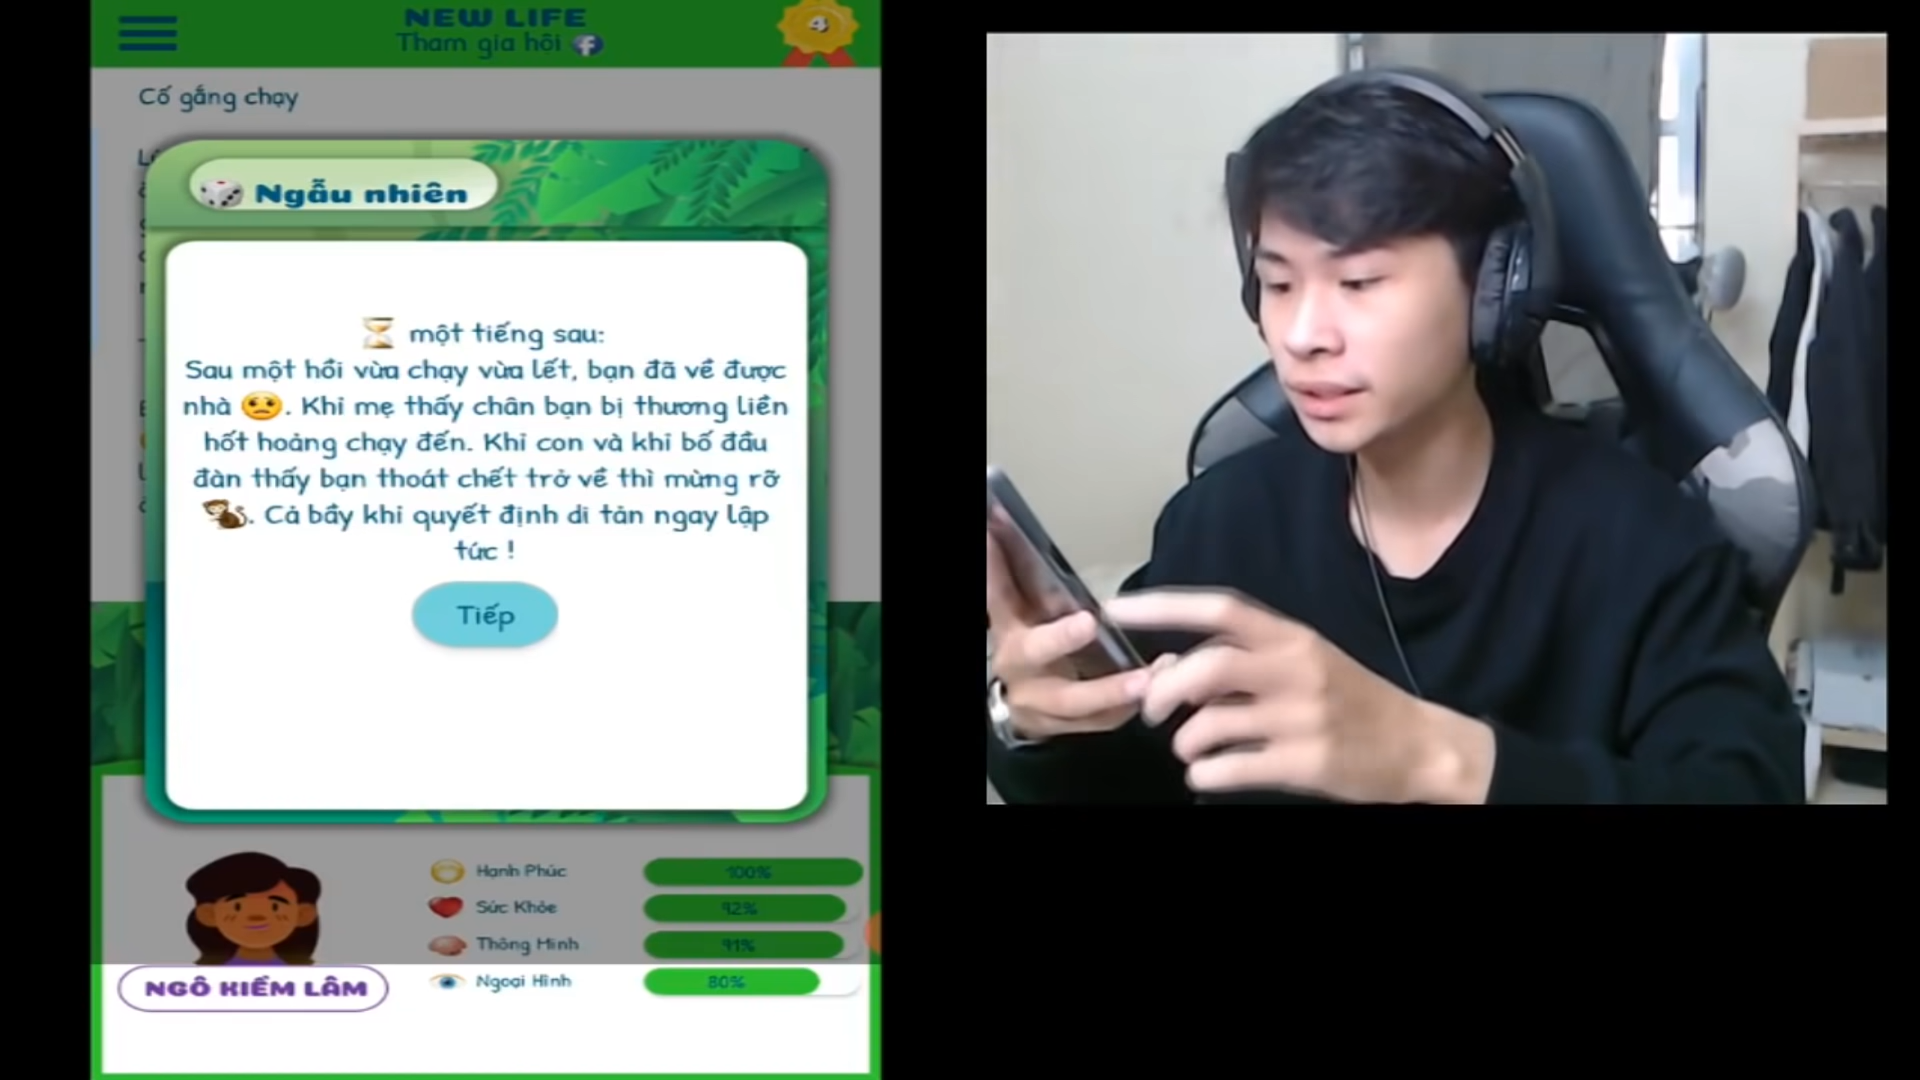 NEW LIFE
Tham gia hội
4
Cố gắng chạy
Ngẫu nhiên
một tiếng sau:
Sau một hồi vừa chạy vừa lết, bạn đã về được
nhà. Khỉ mẹ thấy chân bạn bị thương liền
hốt hoảng chạy đến. Khỉ con và khỉ bố đầu
đàn thấy bạn thoát chết trở về thì mừng rỡ
. Cả bầy khỉ quyết định di tản ngay lập
tức !
Tiếp
Hạnh Phúc 100%
Sức Khỏe 92%
Thông Minh 91%
Ngoại Hình 80%
NGÔ KIỂM LÂM